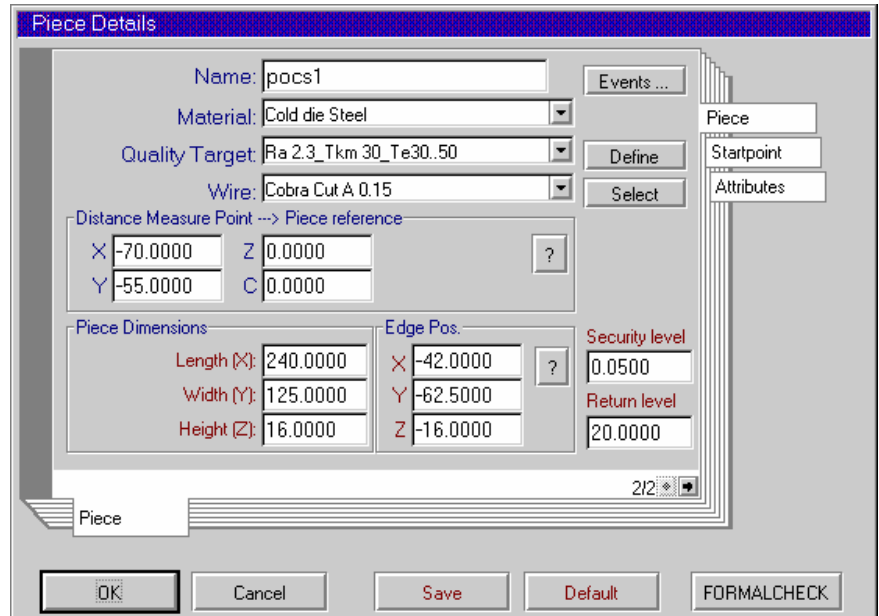 Piece Details
Name: pocs1 Events ...
Material: Cold die Steel Piece
Quality Target: Ra 2.3_Tkm 30_Te30..50 Define Startpoint
Wire: Cobra Cut A 0.15 Select Attributes
Distance Measure Point ---> Piece reference
X -70.0000 Z 0.0000 ?
Y -55.0000 C 0.0000
Piece Dimensions Edge Pos. Security level
Length (X): 240.0000 X -42.0000 ? 0.0500
Width (Y): 125.0000 Y -62.5000 Return level
Height (Z): 16.0000 Z -16.0000 20.0000
2/2
Piece
OK Cancel Save Default FORMALCHECK